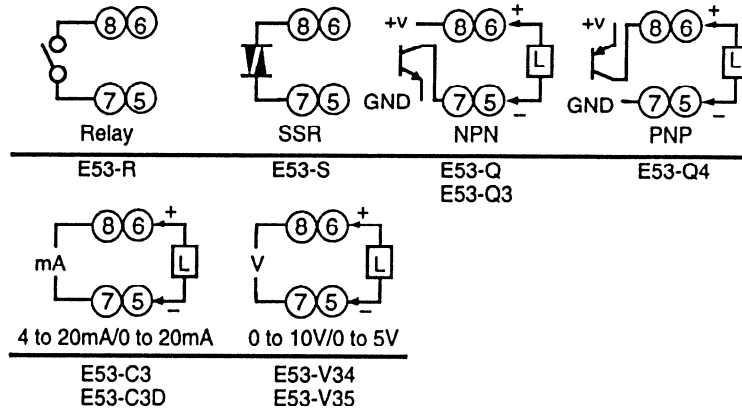 8 6
7 5
Relay
E53-R
8 6
7 5
SSR
E53-S
+v 8 6 +
L
GND 7 5 −
NPN
E53-Q
E53-Q3
+v 8 6 +
L
GND 7 5 −
PNP
E53-Q4
8 6 +
mA L
7 5 −
4 to 20mA/0 to 20mA
E53-C3
E53-C3D
8 6 +
V L
7 5 −
0 to 10V/0 to 5V
E53-V34
E53-V35